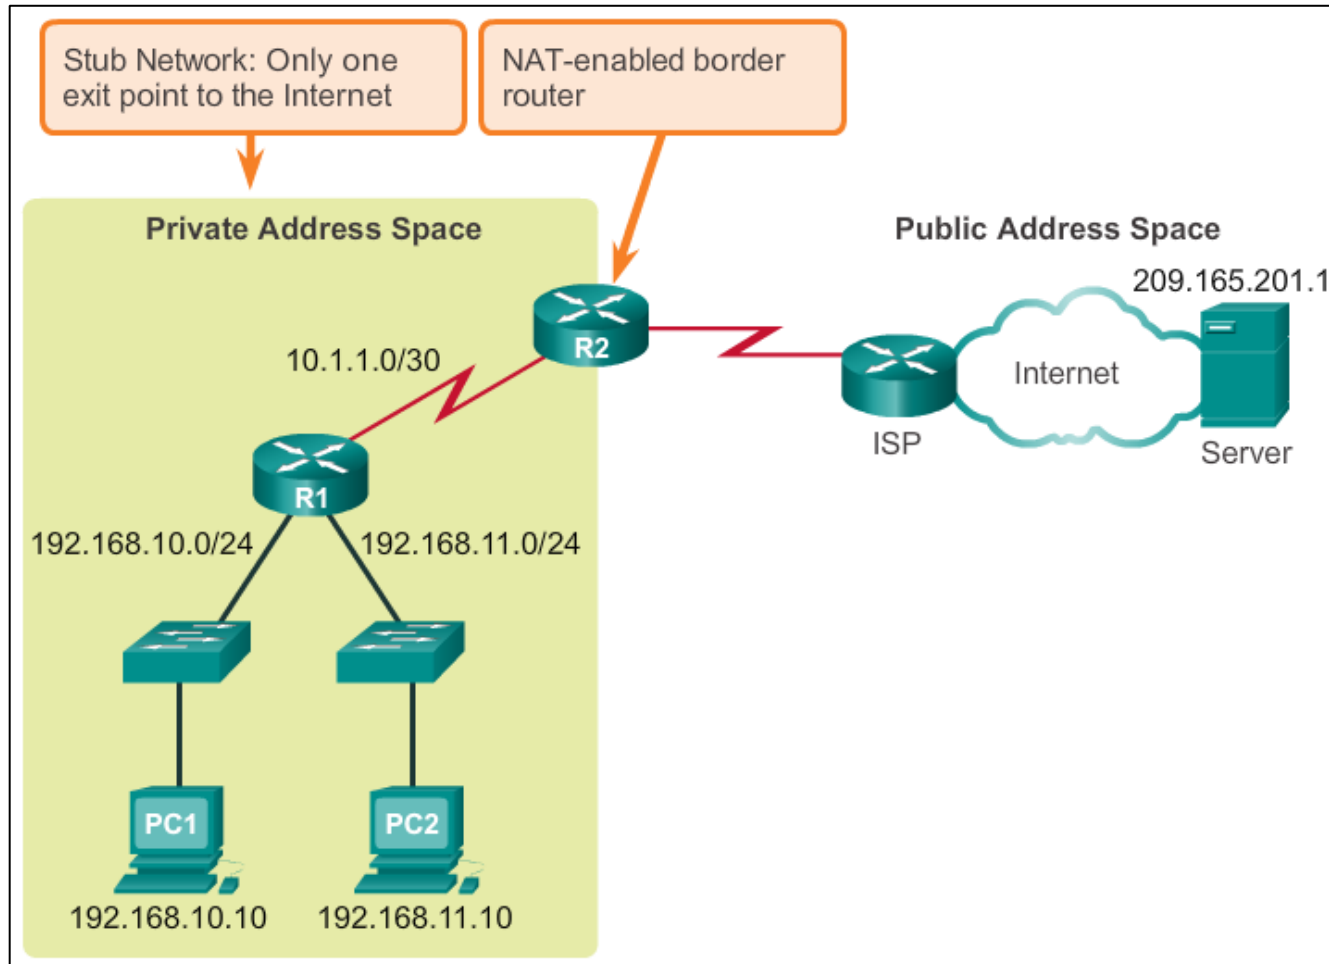 Stub Network: Only one
exit point to the Internet
NAT-enabled border
router
Private Address Space
Public Address Space
209.165.201.1
R2
10.1.1.0/30
Internet
ISP
Server
R1
192.168.10.0/24
192.168.11.0/24
PC1
PC2
192.168.10.10
192.168.11.10